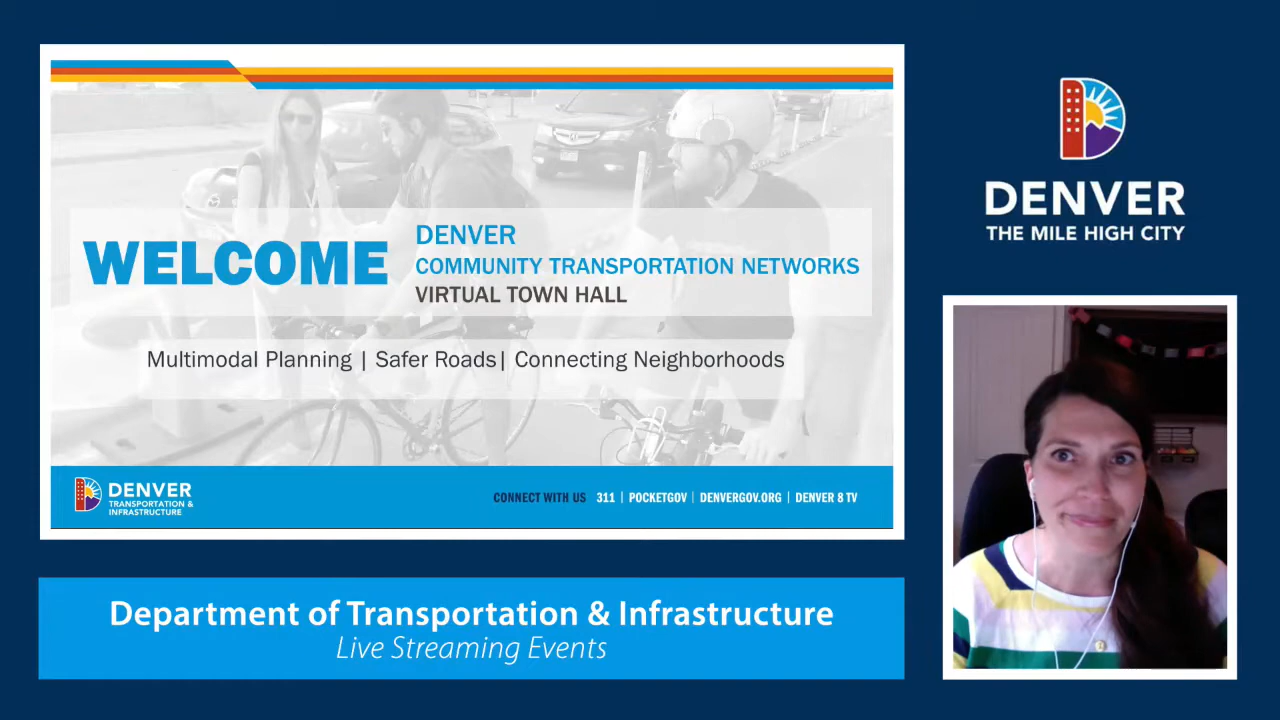 WELCOME
DENVER
COMMUNITY TRANSPORTATION NETWORKS
VIRTUAL TOWN HALL
Multimodal Planning | Safer Roads| Connecting Neighborhoods
DENVER
TRANSPORTATION &
INFRASTRUCTURE
CONNECT WITH US 311 | POCKETGOV | DENVERGOV.ORG | DENVER 8 TV
Department of Transportation & Infrastructure
Live Streaming Events
DENVER
THE MILE HIGH CITY